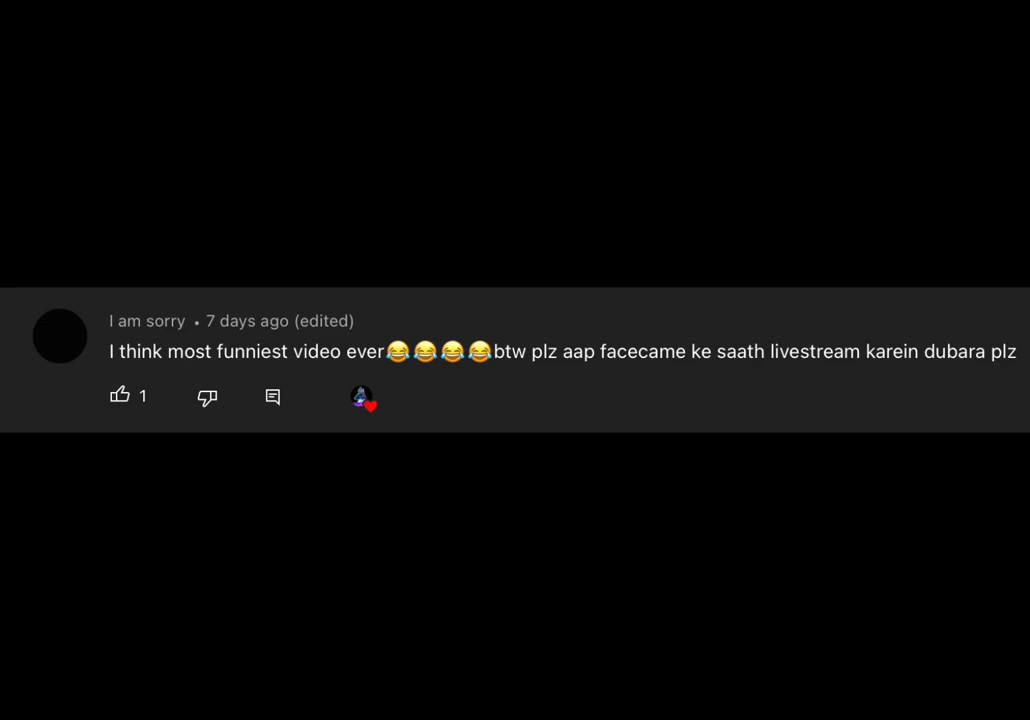 I am sorry • 7 days ago (edited)
I think most funniest video ever😂😂😂😂btw plz aap facecame ke saath livestream karein dubara plz
1